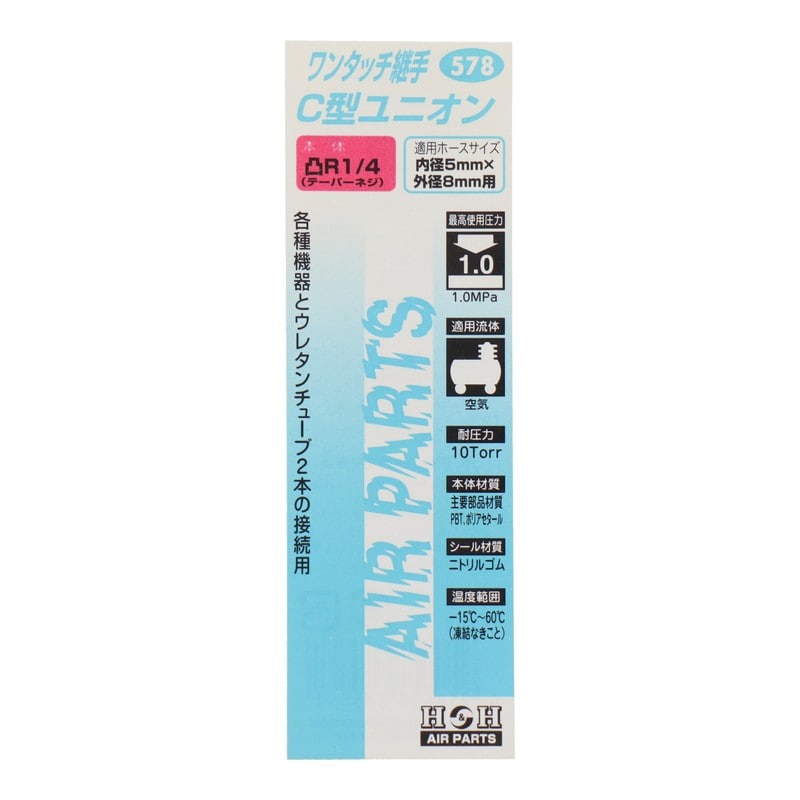 ワンタッチ継手 578
C型ユニオン
本体
凸R1/4
(テーパーネジ)
適用ホースサイズ
内径5mm×
外径8mm用
各種機器とウレタンチューブ2本の接続用
AIR PARTS
最高使用圧力
1.0
1.0MPa
適用流体
空気
耐圧力
10Torr
本体材質
主要部品材質
PBT、ポリアセタール
シール材質
ニトリルゴム
温度範囲
−15℃〜60℃
(凍結なきこと)
H&H
AIR PARTS